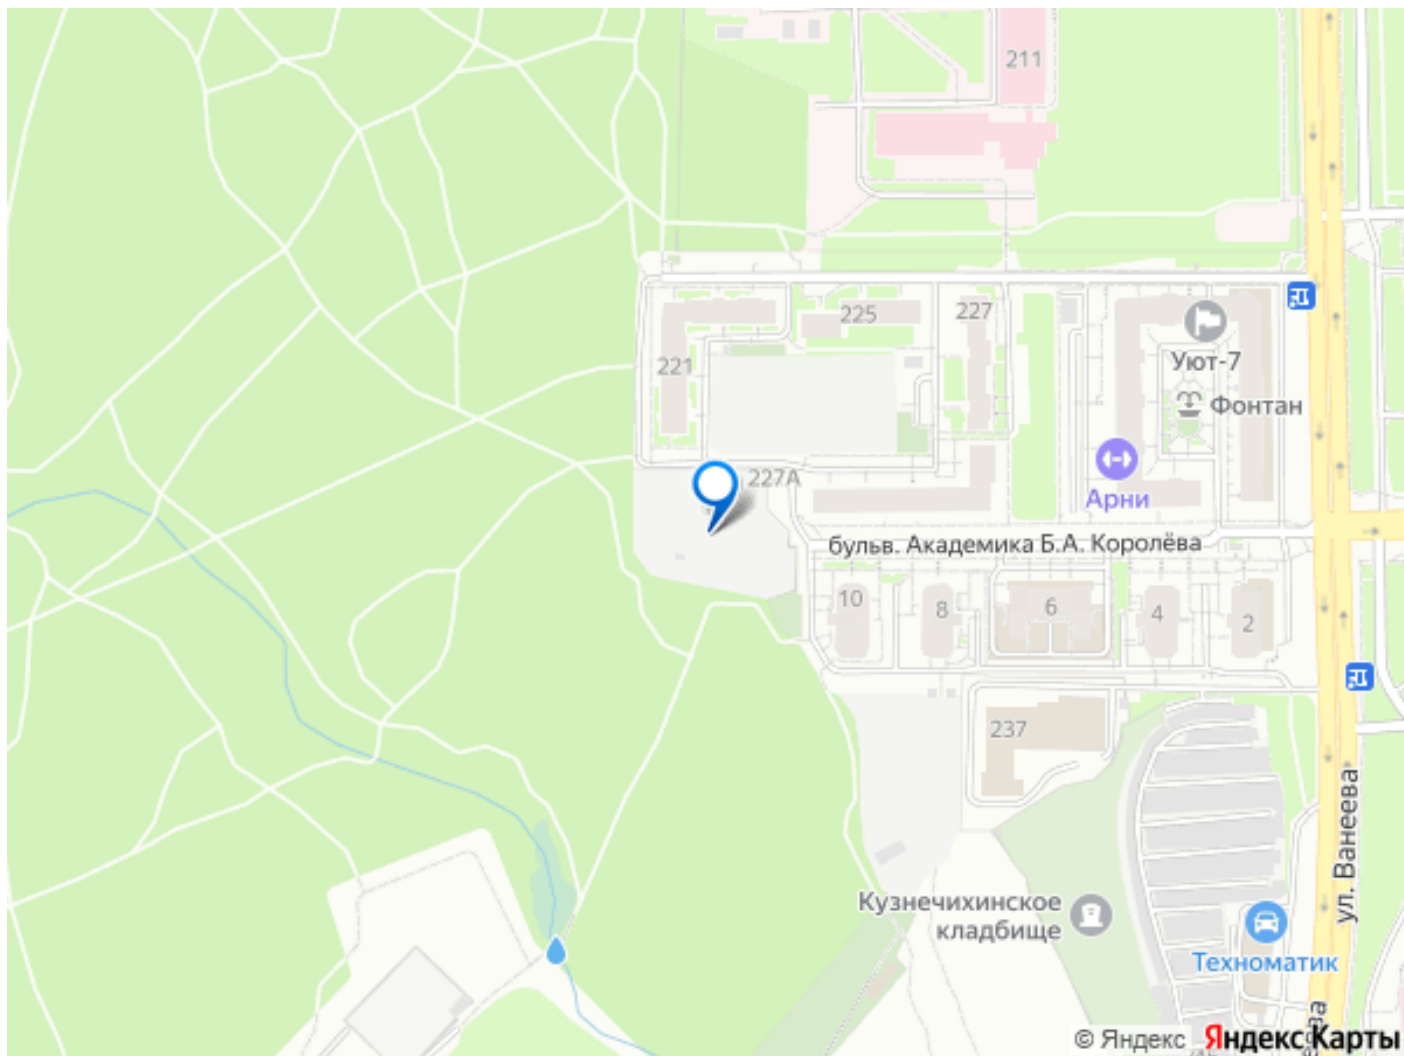 211
225
227
Уют-7
221
Фонтан
227А
Арни
бульв. Академика Б.А. Королёва
10
8
6
4
2
237
ул. Ванеева
Кузнечихинское
кладбище
Техноматик
© Яндекс Яндекс Карты